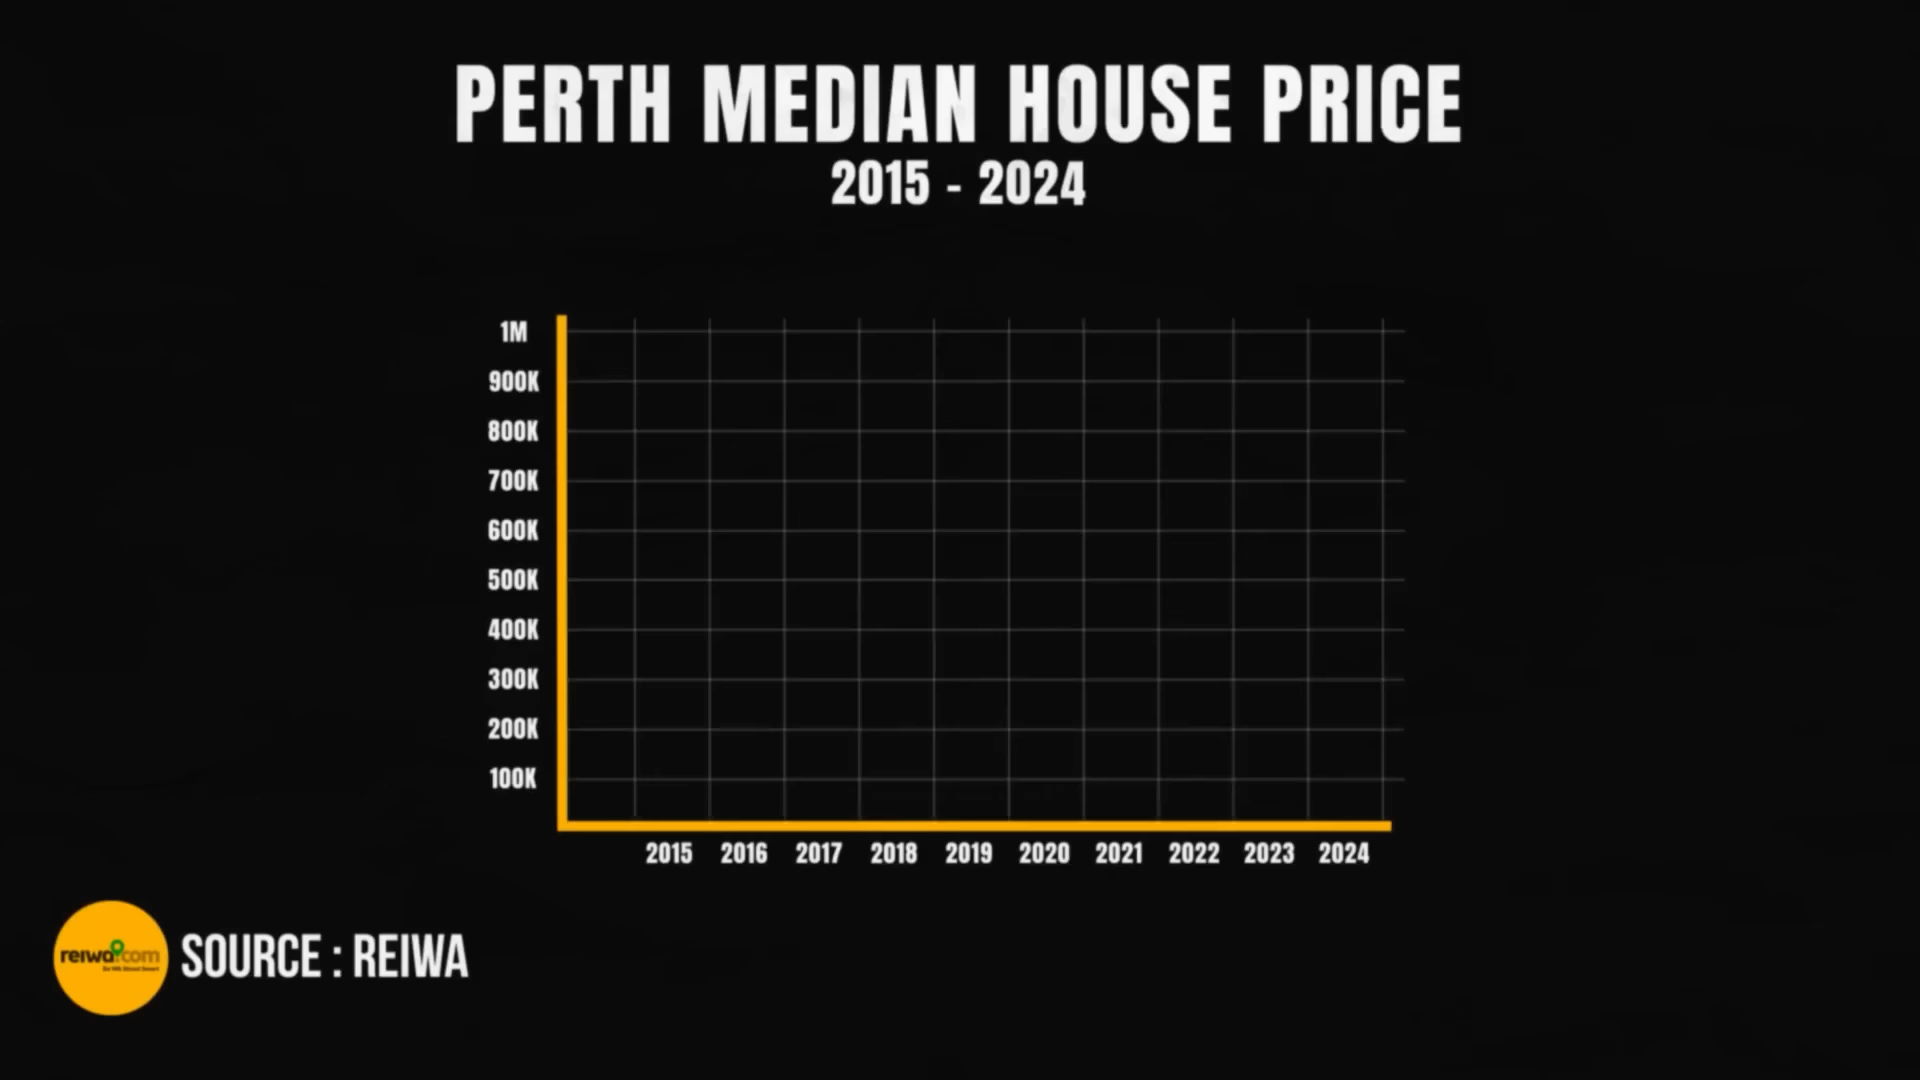 PERTH MEDIAN HOUSE PRICE
2015 - 2024
1M
900K
800K
700K
600K
500K
400K
300K
200K
100K
2015 2016 2017 2018 2019 2020 2021 2022 2023 2024
reiwa.com
SOURCE : REIWA